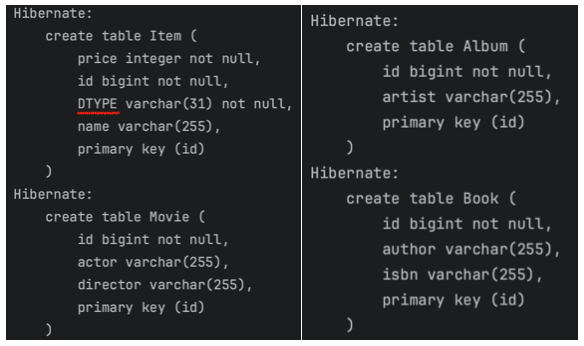 Hibernate:
    create table Item (
        price integer not null,
        id bigint not null,
        DTYPE varchar(31) not null,
        name varchar(255),
        primary key (id)
    )
Hibernate:
    create table Movie (
        id bigint not null,
        actor varchar(255),
        director varchar(255),
        primary key (id)
    )
Hibernate:
    create table Album (
        id bigint not null,
        artist varchar(255),
        primary key (id)
    )
Hibernate:
    create table Book (
        id bigint not null,
        author varchar(255),
        isbn varchar(255),
        primary key (id)
    )